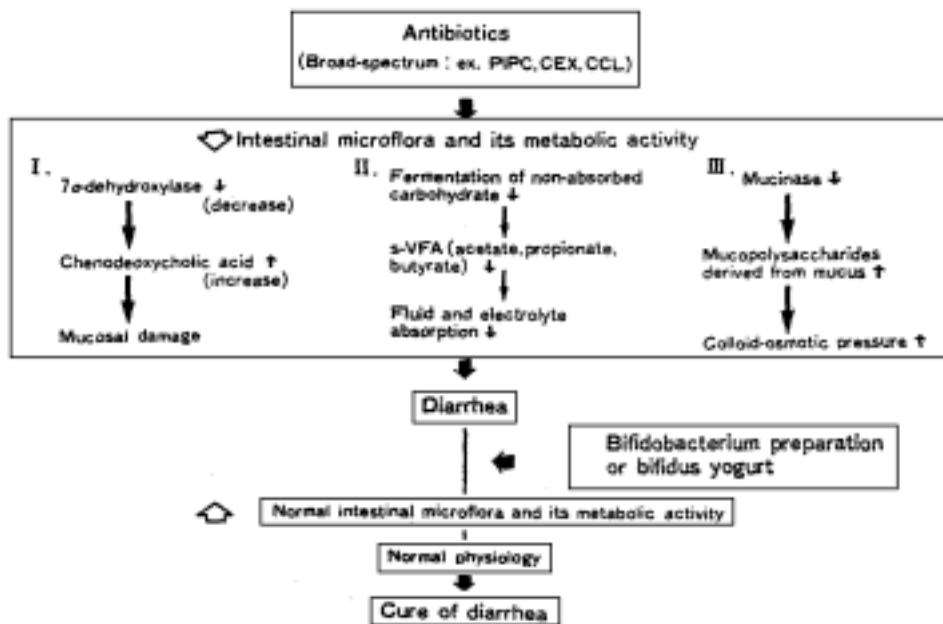 Antibiotics
(Broad-spectrum : ex. PIPC, CEX, CCL)
Intestinal microflora and its metabolic activity
I.
7α-dehydroxylase ↓
(decrease)
Chenodeoxycholic acid ↑
(increase)
Mucosal damage
II.
Fermentation of non-absorbed
carbohydrate ↓
s-VFA (acetate, propionate,
butyrate) ↓
Fluid and electrolyte
absorption ↓
III.
Mucinase ↓
Mucopolysaccharides
derived from mucus ↑
Colloid-osmotic pressure ↑
Diarrhea
Bifidobacterium preparation
or bifidus yogurt
Normal intestinal microflora and its metabolic activity
Normal physiology
Cure of diarrhea